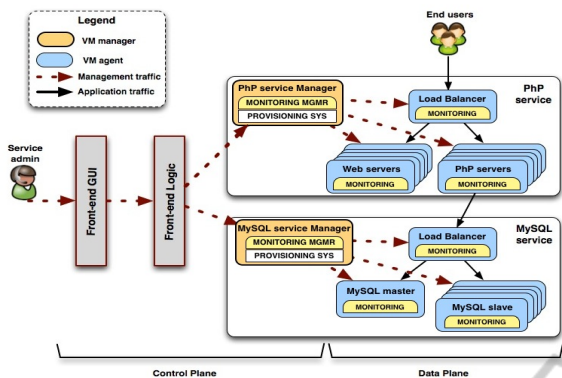 Legend
VM manager
VM agent
Management traffic
Application traffic
End users
PhP service Manager
MONITORING MGMR
PROVISIONING SYS
Load Balancer
MONITORING
PhP
service
Web servers
MONITORING
PhP servers
MONITORING
Service
admin
Front-end GUI
Front-end Logic
MySQL service Manager
MONITORING MGMR
PROVISIONING SYS
Load Balancer
MONITORING
MySQL
service
MySQL master
MONITORING
MySQL slave
MONITORING
Control Plane
Data Plane